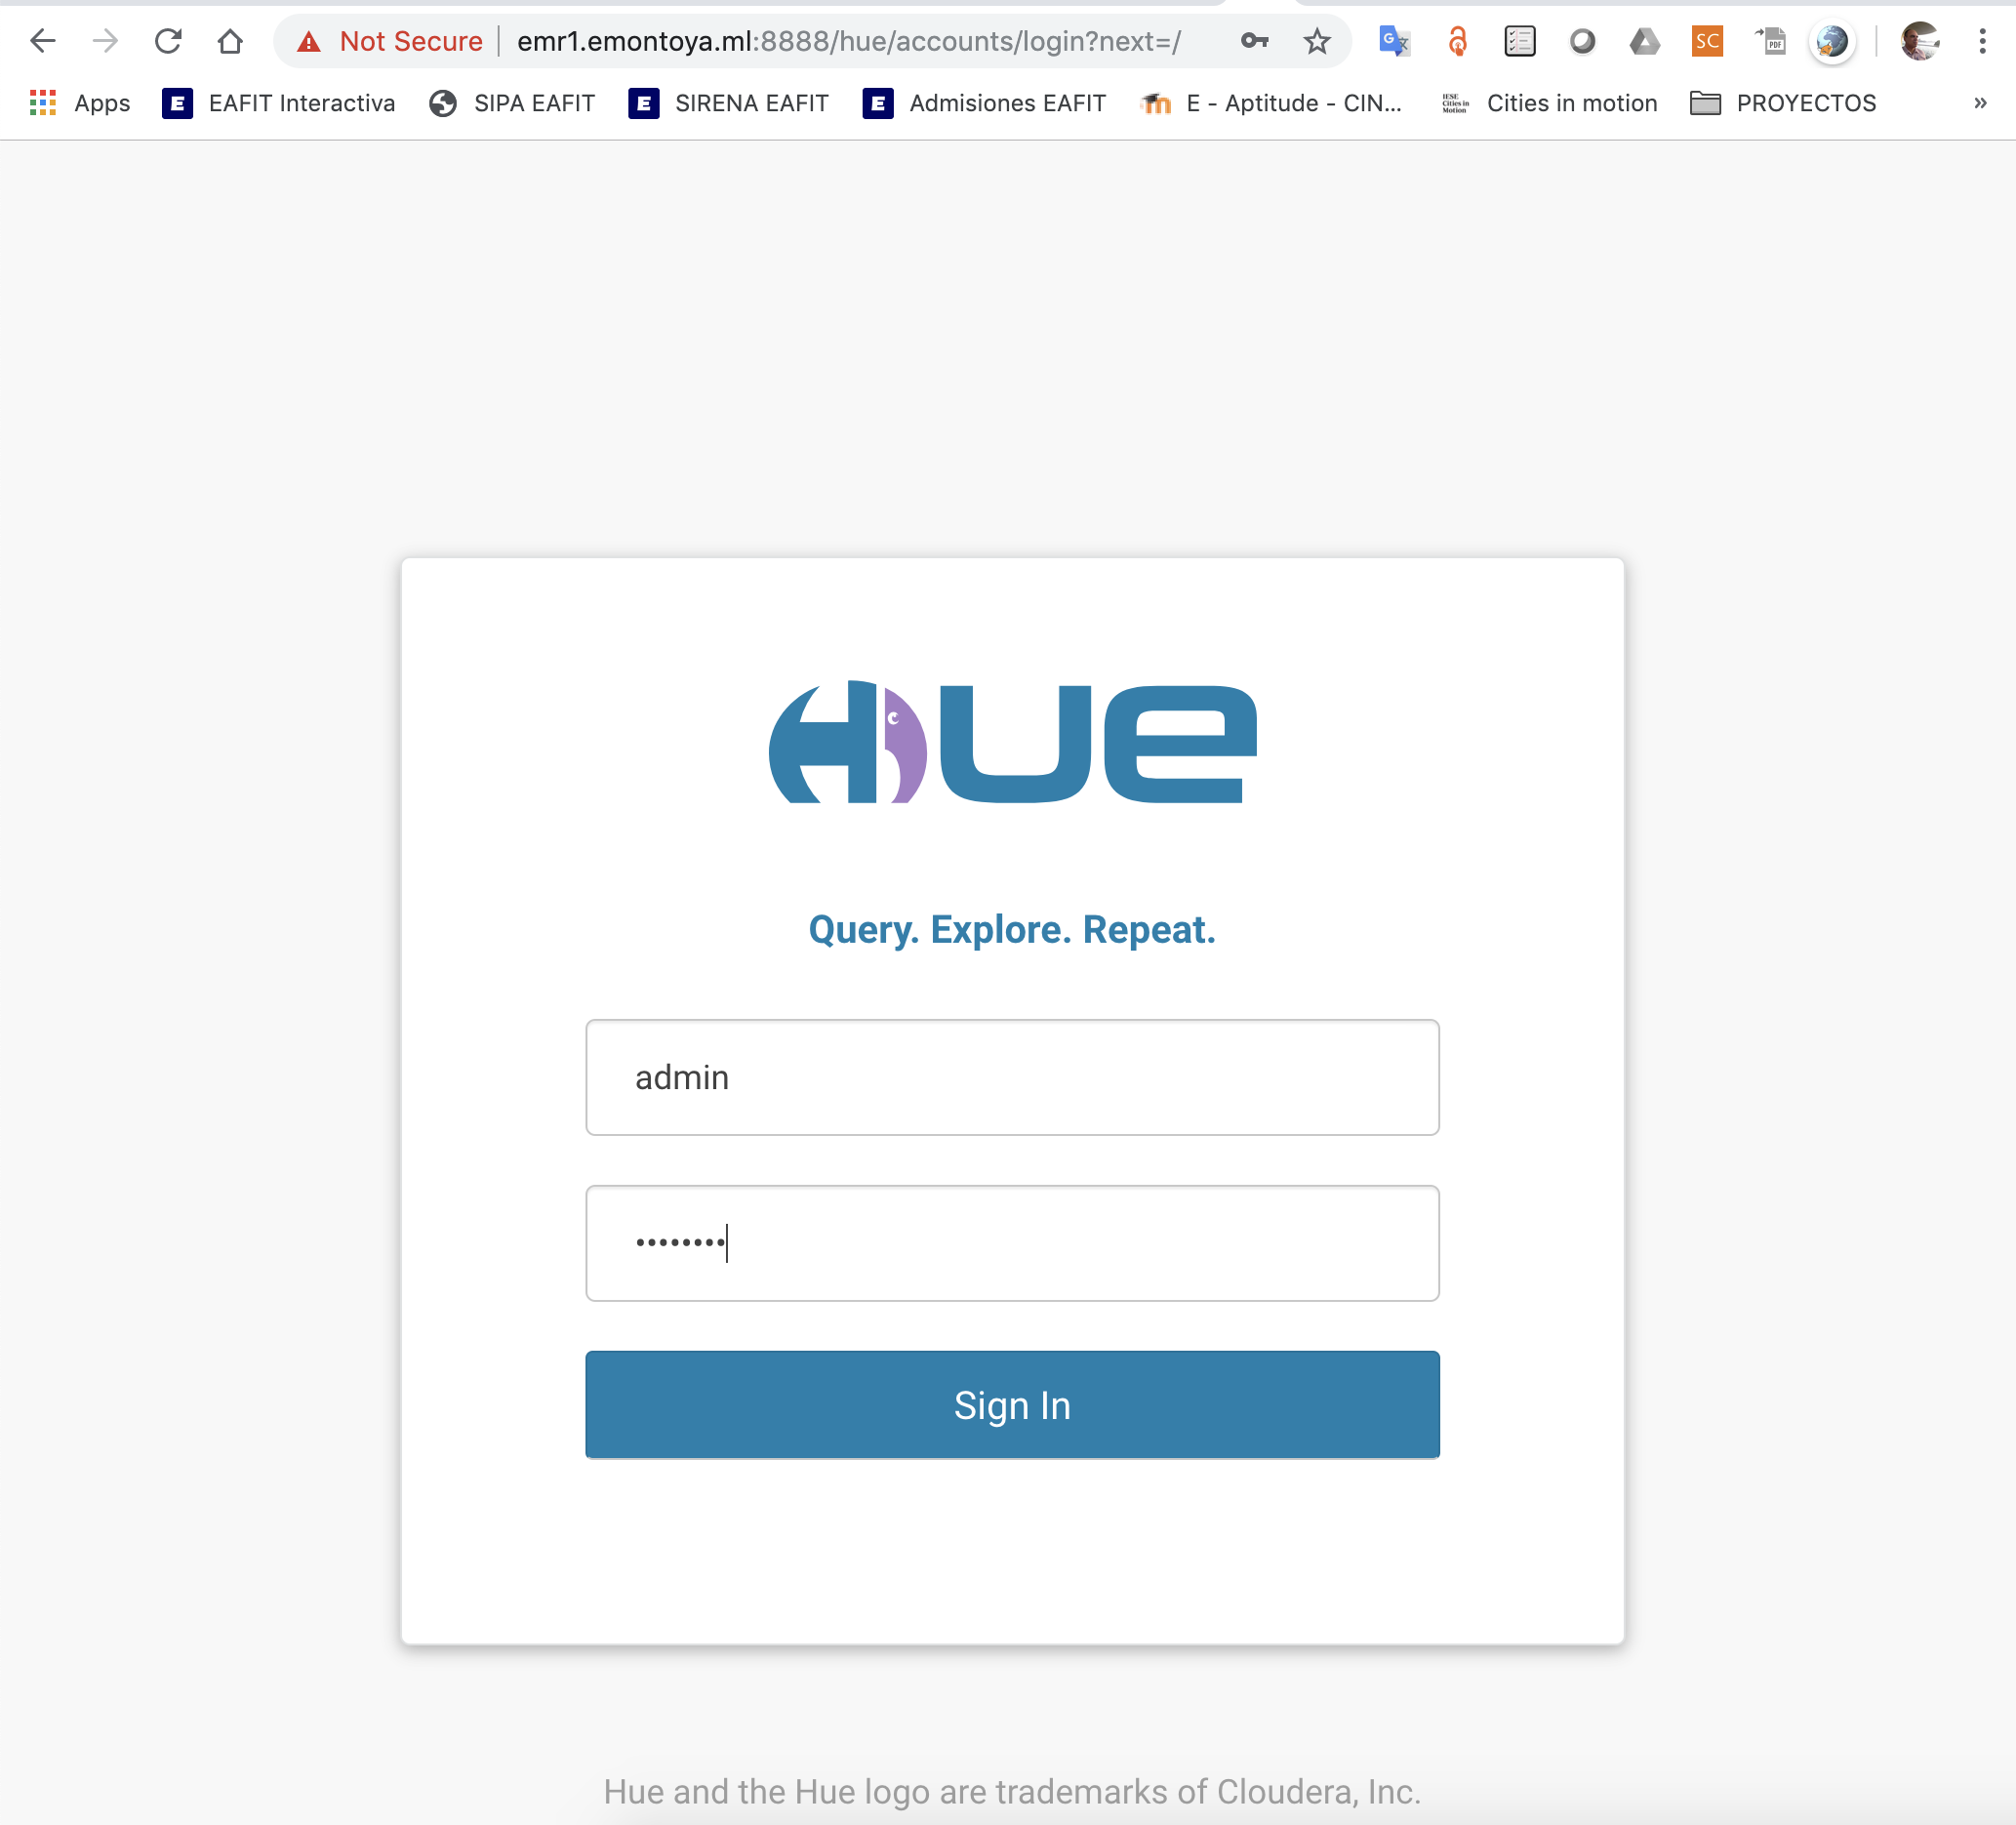 Not Secure | emr1.emontoya.ml:8888/hue/accounts/login?next=/
Apps EAFIT Interactiva SIPA EAFIT SIRENA EAFIT Admisiones EAFIT E - Aptitude - CIN... Cities in motion PROYECTOS »
HUE
Query. Explore. Repeat.
admin
••••••••
Sign In
Hue and the Hue logo are trademarks of Cloudera, Inc.